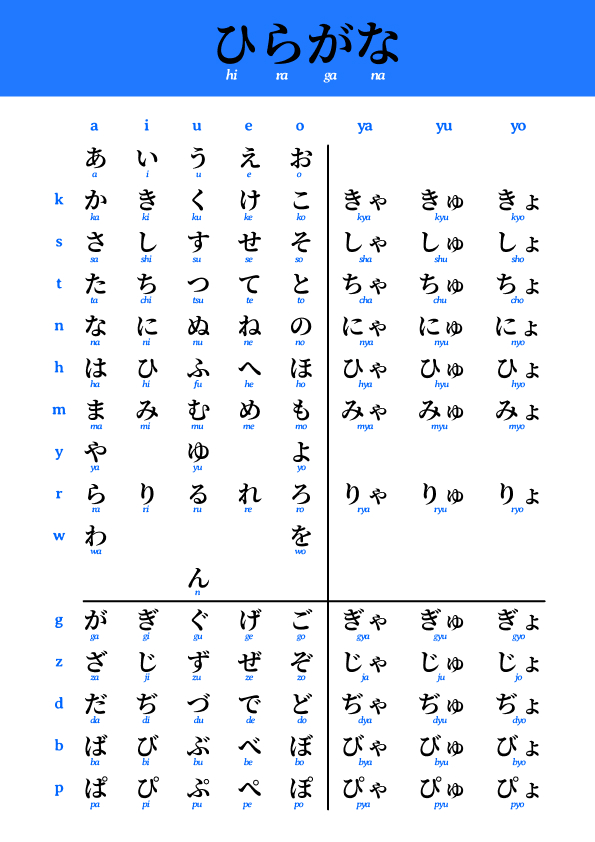 ひらがな
hi ra ga na
a i u e o ya yu yo
あ い う え お
a i u e o
k か き く け こ きゃ きゅ きょ
ka ki ku ke ko kya kyu kyo
s さ し す せ そ しゃ しゅ しょ
sa shi su se so sha shu sho
t た ち つ て と ちゃ ちゅ ちょ
ta chi tsu te to cha chu cho
n な に ぬ ね の にゃ にゅ にょ
na ni nu ne no nya nyu nyo
h は ひ ふ へ ほ ひゃ ひゅ ひょ
ha hi fu he ho hya hyu hyo
m ま み む め も みゃ みゅ みょ
ma mi mu me mo mya myu myo
y や ゆ よ
ya yu yo
r ら り る れ ろ りゃ りゅ りょ
ra ri ru re ro rya ryu ryo
w わ を
wa wo
ん
n
g が ぎ ぐ げ ご ぎゃ ぎゅ ぎょ
ga gi gu ge go gya gyu gyo
z ざ じ ず ぜ ぞ じゃ じゅ じょ
za ji zu ze zo ja ju jo
d だ ぢ づ で ど ぢゃ ぢゅ ぢょ
da di du de do dya dyu dyo
b ば び ぶ べ ぼ びゃ びゅ びょ
ba bi bu be bo bya byu byo
p ぱ ぴ ぷ ぺ ぽ ぴゃ ぴゅ ぴょ
pa pi pu pe po pya pyu pyo